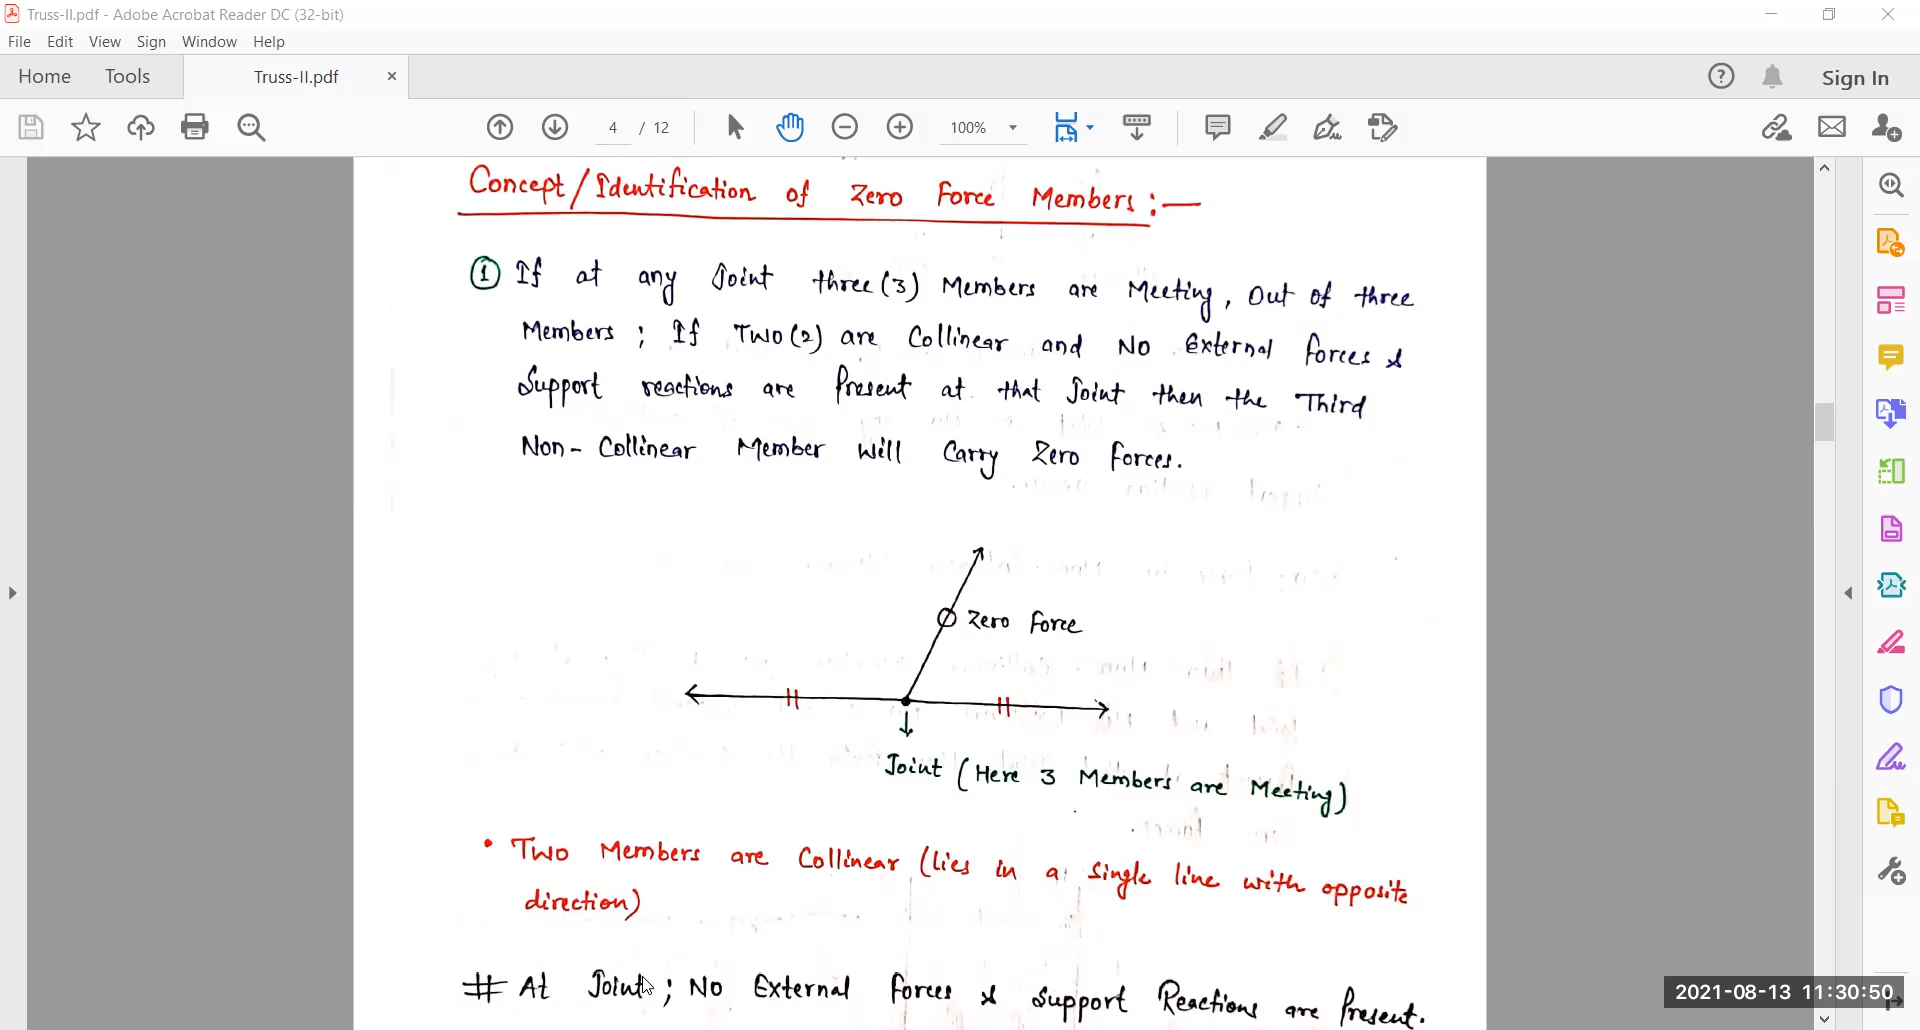 Truss-II.pdf - Adobe Acrobat Reader DC (32-bit)
File Edit View Sign Window Help
Home Tools Truss-II.pdf × Sign In
4 / 12 100%
Concept/Identification of Zero Force Members:—
① If at any Joint three (3) Members are Meeting, Out of three
Members ; If Two (2) are Collinear and No External forces &
Support reactions are Present at that Joint then the Third
Non-Collinear Member will Carry Zero forces.
Zero force
Joint (Here 3 Members are Meeting)
• Two Members are Collinear (lies in a single line with opposite
direction)
# At Joint ; No External forces & Support Reactions are Present.
2021-08-13 11:30:50